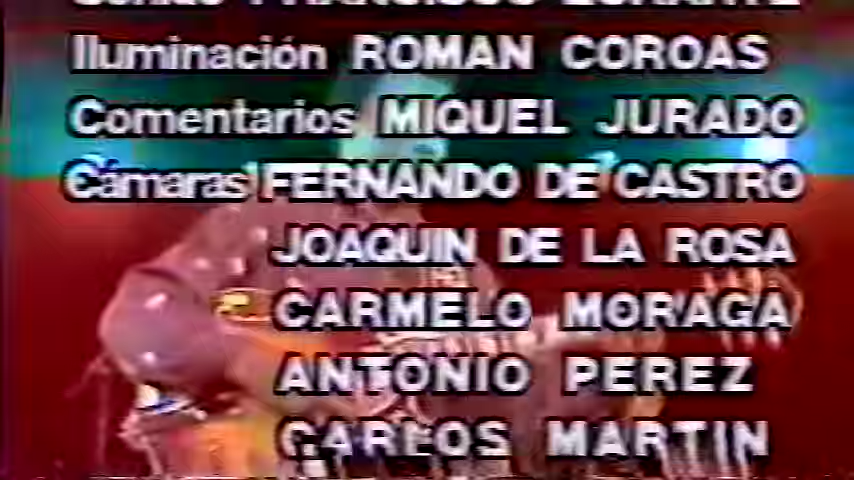 Iluminación ROMAN COROAS
Comentarios MIQUEL JURADO
Cámaras FERNANDO DE CASTRO
JOAQUIN DE LA ROSA
CARMELO MORAGA
ANTONIO PEREZ
CARLOS MARTIN